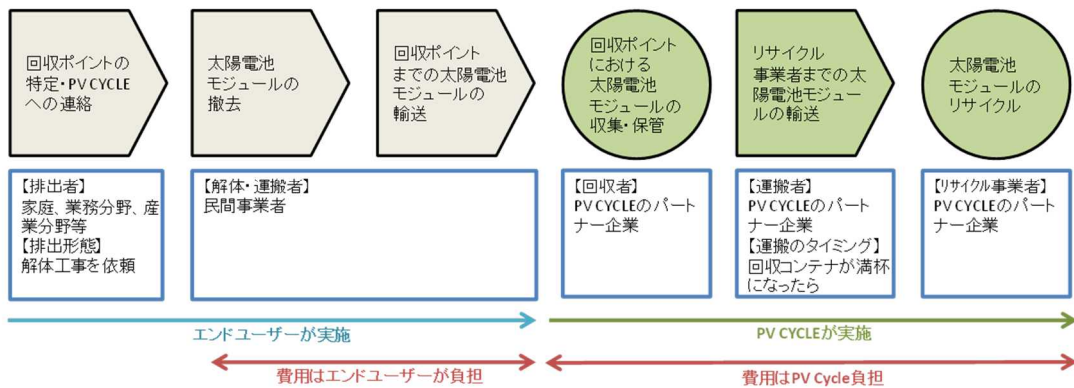 回収ポイントの
特定・PV CYCLE
への連絡
太陽電池
モジュールの
撤去
回収ポイント
までの太陽電池
モジュールの
輸送
回収ポイント
における
太陽電池
モジュールの
収集・保管
リサイクル
事業者までの太
陽電池モジュー
ルの輸送
太陽電池
モジュールの
リサイクル
【排出者】
家庭、業務分野、産
業分野等
【排出形態】
解体工事を依頼
【解体・運搬者】
民間事業者
【回収者】
PV CYCLEのパート
ナー企業
【運搬者】
PV CYCLEのパート
ナー企業
【運搬のタイミング】
回収コンテナが満杯
になったら
【リサイクル事業者】
PV CYCLEのパート
ナー企業
エンドユーザーが実施
PV CYCLEが実施
費用はエンドユーザーが負担
費用はPV Cycle負担